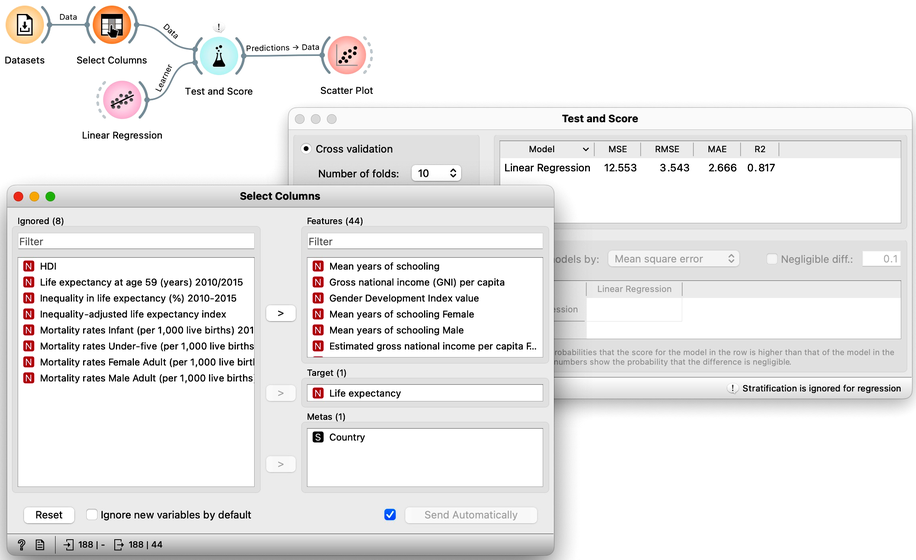 Data
Data
Datasets
Select Columns
Learner
!
Test and Score
Predictions → Data
Scatter Plot
Linear Regression
Test and Score
Cross validation
Number of folds: 10
Model MSE RMSE MAE R2
Linear Regression 12.553 3.543 2.666 0.817
odels by: Mean square error Negligible diff.: 0.1
Linear Regression
ssion
robabilities that the score for the model in the row is higher than that of the model in the
numbers show the probability that the difference is negligible.
! Stratification is ignored for regression
Select Columns
Ignored (8)
Filter
HDI
N Life expectancy at age 59 (years) 2010/2015
N Inequality in life expectancy (%) 2010-2015
N Inequality-adjusted life expectancy index
N Mortality rates Infant (per 1,000 live births) 201
N Mortality rates Under-five (per 1,000 live births
N Mortality rates Female Adult (per 1,000 live birt
N Mortality rates Male Adult (per 1,000 live births
>
>
>
Features (44)
Filter
N Mean years of schooling
N Gross national income (GNI) per capita
N Gender Development Index value
N Mean years of schooling Female
N Mean years of schooling Male
N Estimated gross national income per capita F...
Target (1)
N Life expectancy
Metas (1)
S Country
Reset
Ignore new variables by default
Send Automatically
? 188 | - 188 | 44